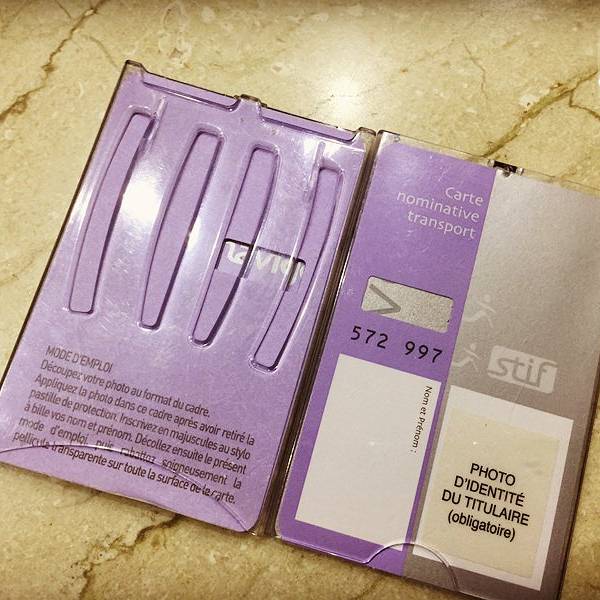 MODE D'EMPLOI
Découpez votre photo au format du cadre.
Appliquez la photo dans ce cadre après avoir retiré la
pastille de protection. Inscrivez en majuscules au stylo
à bille vos nom et prénom. Décollez ensuite le présent
mode d'emploi, puis rabattez soigneusement la
pellicule transparente sur toute la surface de la carte.
Carte
nominative
transport
572 997
stif
Nom et Prénom :
PHOTO
D'IDENTITÉ
DU TITULAIRE
(obligatoire)